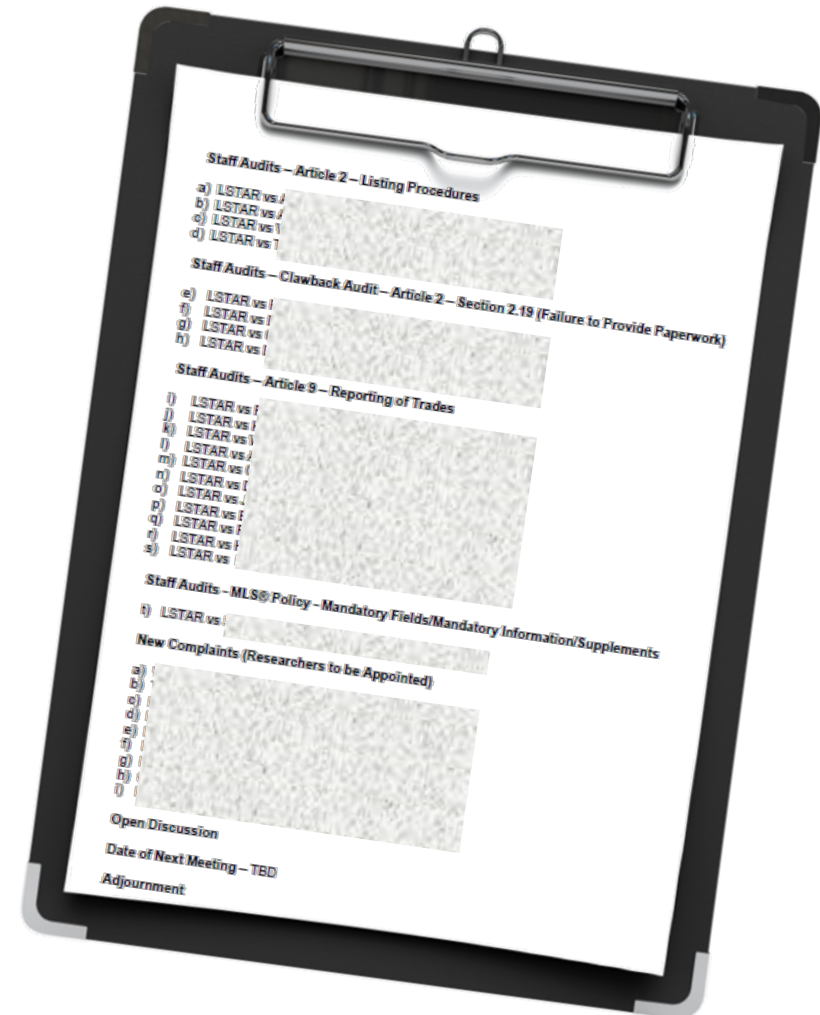 Staff Audits – Article 2 – Listing Procedures
a) LSTAR vs A
b) LSTAR vs A
c) LSTAR vs V
d) LSTAR vs T
Staff Audits – Clawback Audit – Article 2 – Section 2.19 (Failure to Provide Paperwork)
e) LSTAR vs
f) LSTAR vs
g) LSTAR vs
h) LSTAR vs
Staff Audits – Article 9 – Reporting of Trades
i) LSTAR vs
j) LSTAR vs
k) LSTAR vs
l) LSTAR vs
m) LSTAR vs
n) LSTAR vs
o) LSTAR vs
p) LSTAR vs
q) LSTAR vs
r) LSTAR vs
s) LSTAR vs
Staff Audits - MLS® Policy - Mandatory Fields/Mandatory Information/Supplements
t) LSTAR vs
New Complaints (Researchers to be Appointed)
a)
b)
c)
d)
e)
f)
g)
h)
i)
Open Discussion
Date of Next Meeting – TBD
Adjournment